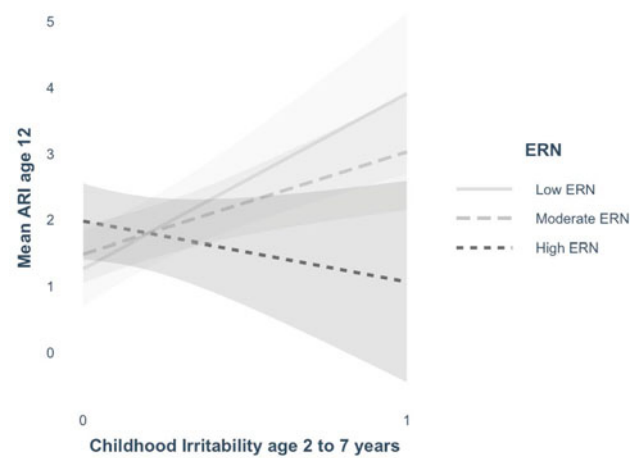 5
4
3
2
1
0
Mean ARI age 12
0 1
Childhood Irritability age 2 to 7 years
ERN
Low ERN
Moderate ERN
High ERN